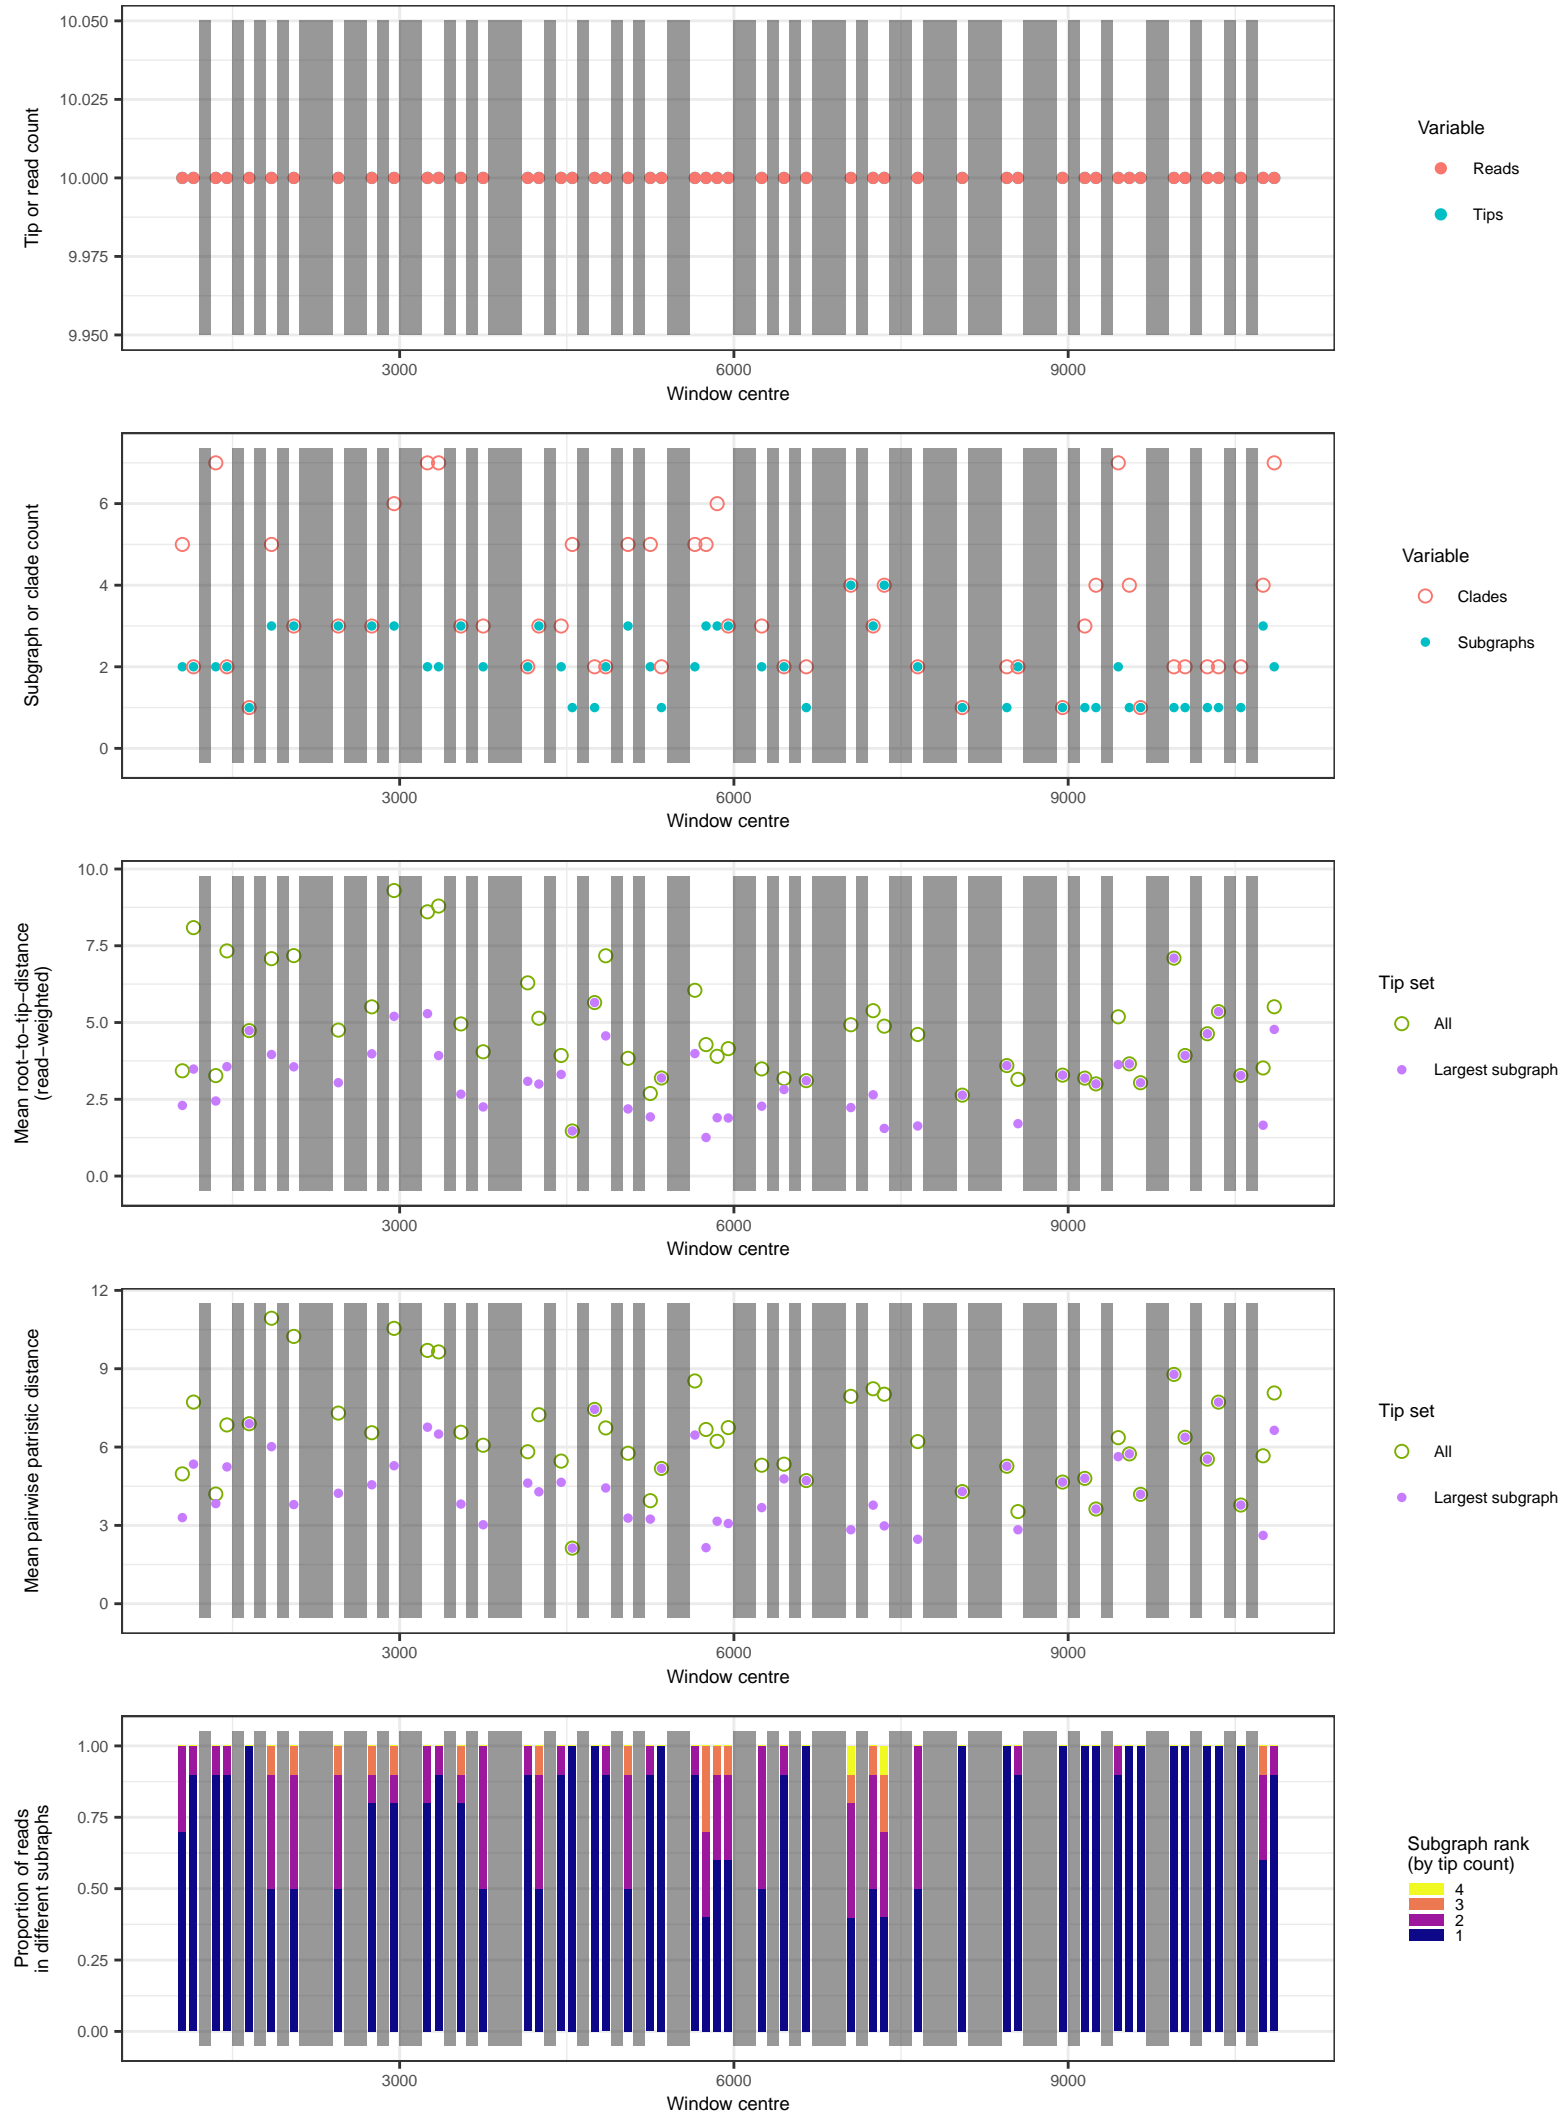 10.050
10.025
10.000
9.975
9.950
Tip or read count
3000
6000
9000
Window centre
Variable
Reads
Tips
6
4
2
0
Subgraph or clade count
3000
6000
9000
Window centre
Variable
Clades
Subgraphs
10.0
7.5
5.0
2.5
0.0
Mean root−to−tip−distance
(read−weighted)
3000
6000
9000
Window centre
Tip set
All
Largest subgraph
12
9
6
3
0
Mean pairwise patristic distance
3000
6000
9000
Window centre
Tip set
All
Largest subgraph
1.00
0.75
0.50
0.25
0.00
Proportion of reads
in different subraphs
3000
6000
9000
Window centre
Subgraph rank
(by tip count)
4
3
2
1